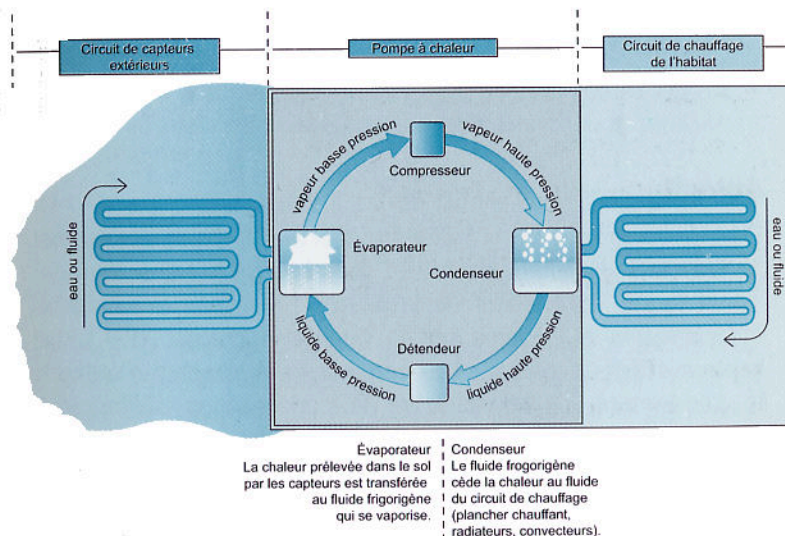 Circuit de capteurs
extérieurs
Pompe à chaleur
Circuit de chauffage
de l'habitat
vapeur basse pression
vapeur haute pression
Compresseur
eau ou fluide
Évaporateur
Condenseur
eau ou fluide
Détendeur
liquide basse pression
liquide haute pression
Évaporateur
La chaleur prélevée dans le sol
par les capteurs est transférée
au fluide frigorigène
qui se vaporise.
Condenseur
Le fluide frogorigène
cède la chaleur au fluide
du circuit de chauffage
(plancher chauffant,
radiateurs, convecteurs).